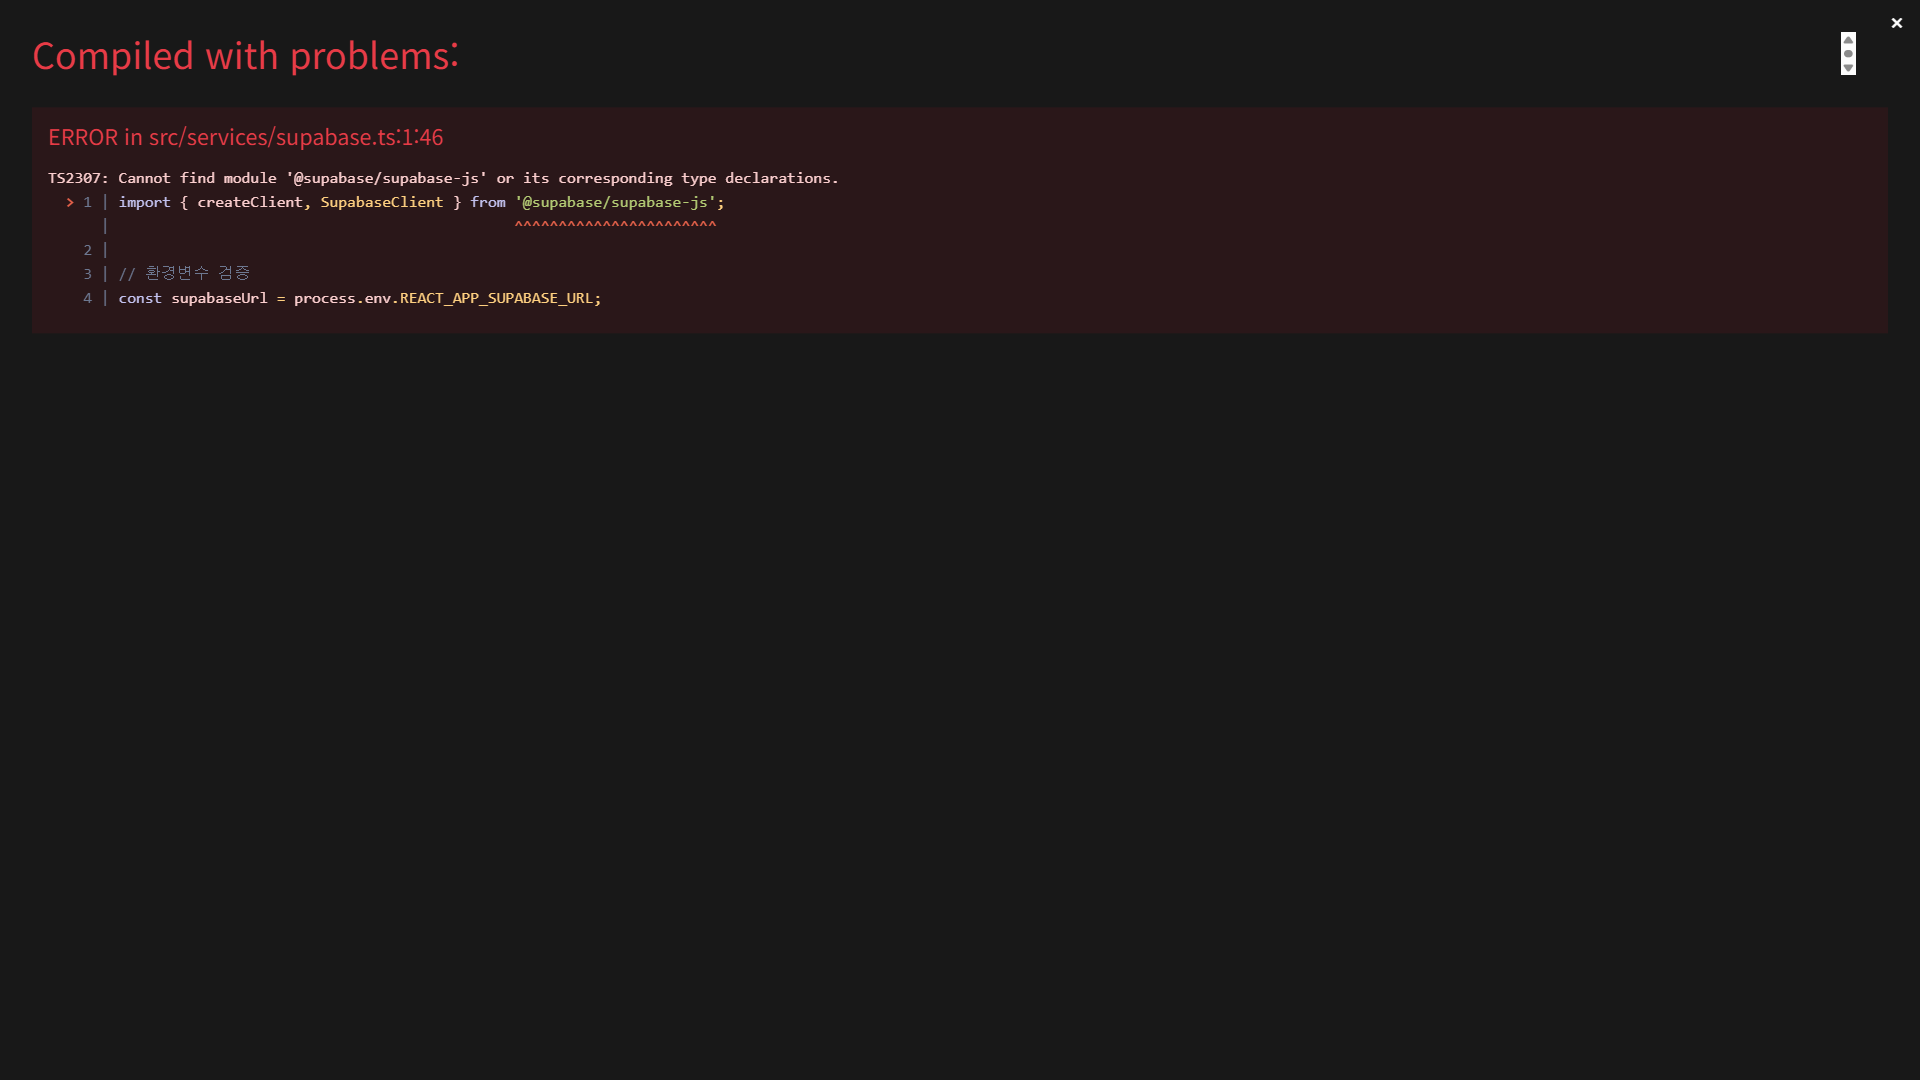 ×
Compiled with problems:
ERROR in src/services/supabase.ts:1:46
TS2307: Cannot find module '@supabase/supabase-js' or its corresponding type declarations.
  > 1 | import { createClient, SupabaseClient } from '@supabase/supabase-js';
      |                                              ^^^^^^^^^^^^^^^^^^^^^^^
    2 |
    3 | // 환경변수 검증
    4 | const supabaseUrl = process.env.REACT_APP_SUPABASE_URL;